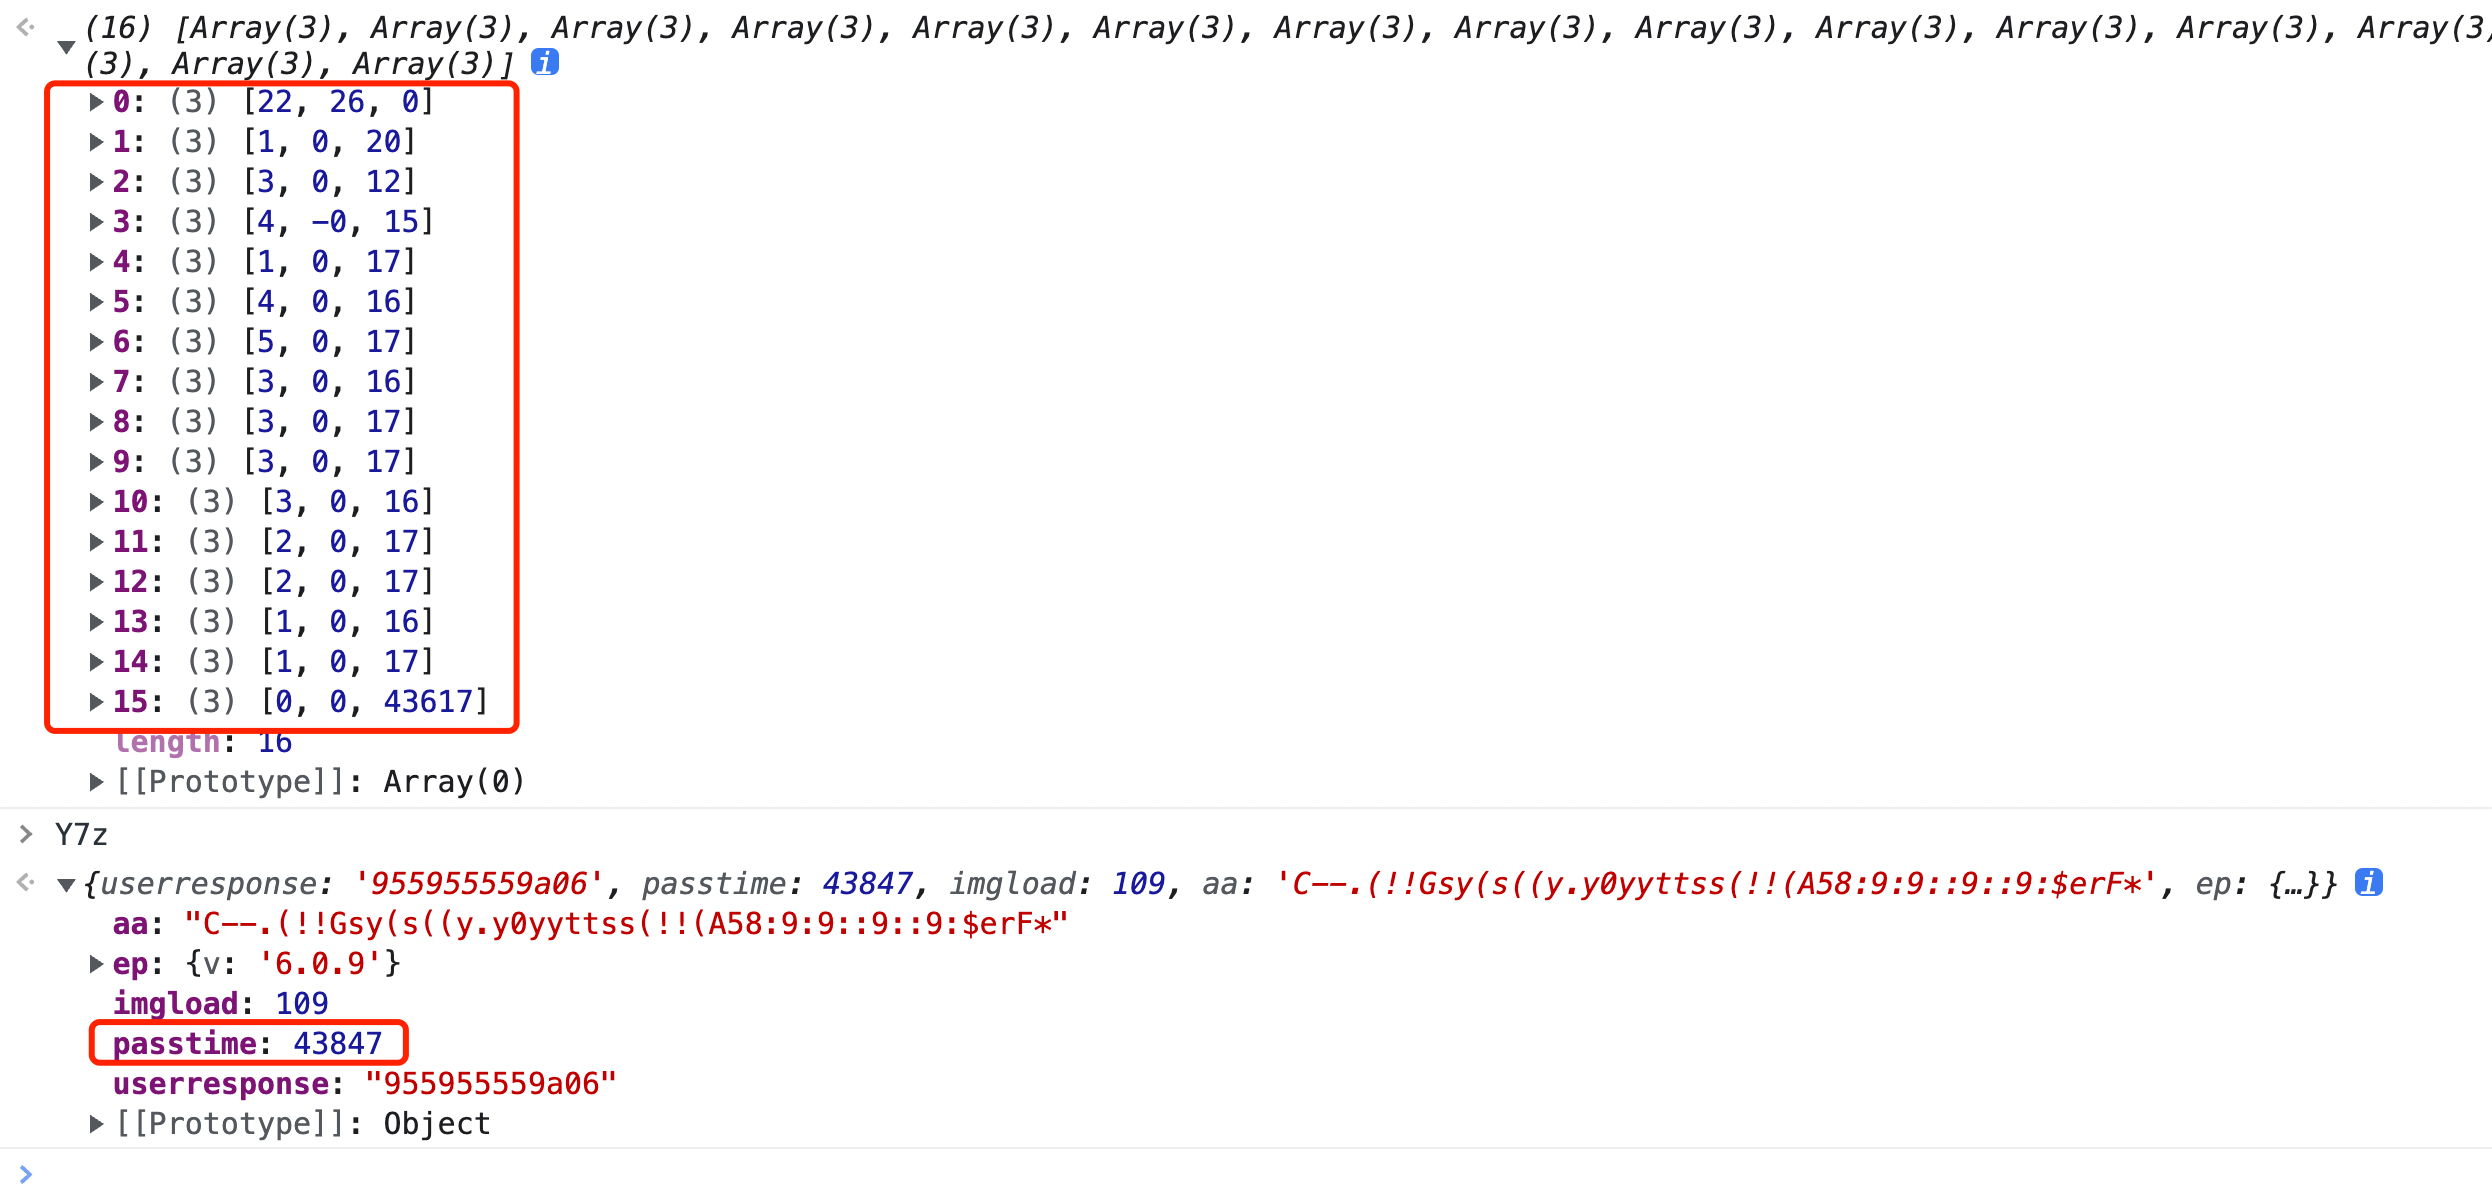 (16) [Array(3), Array(3), Array(3), Array(3), Array(3), Array(3), Array(3), Array(3), Array(3), Array(3), Array(3), Array(3), Array(3)
(3), Array(3), Array(3)]
0: (3) [22, 26, 0]
1: (3) [1, 0, 20]
2: (3) [3, 0, 12]
3: (3) [4, −0, 15]
4: (3) [1, 0, 17]
5: (3) [4, 0, 16]
6: (3) [5, 0, 17]
7: (3) [3, 0, 16]
8: (3) [3, 0, 17]
9: (3) [3, 0, 17]
10: (3) [3, 0, 16]
11: (3) [2, 0, 17]
12: (3) [2, 0, 17]
13: (3) [1, 0, 16]
14: (3) [1, 0, 17]
15: (3) [0, 0, 43617]
length: 16
[[Prototype]]: Array(0)
Y7z
{userresponse: '955955559a06', passtime: 43847, imgload: 109, aa: 'C--.(!!Gsy(s((y.y0yyttss(!!(A58:9:9::9::9:$erF*', ep: {…}}
aa: "C--.(!!Gsy(s((y.y0yyttss(!!(A58:9:9::9::9:$erF*"
ep: {v: '6.0.9'}
imgload: 109
passtime: 43847
userresponse: "955955559a06"
[[Prototype]]: Object